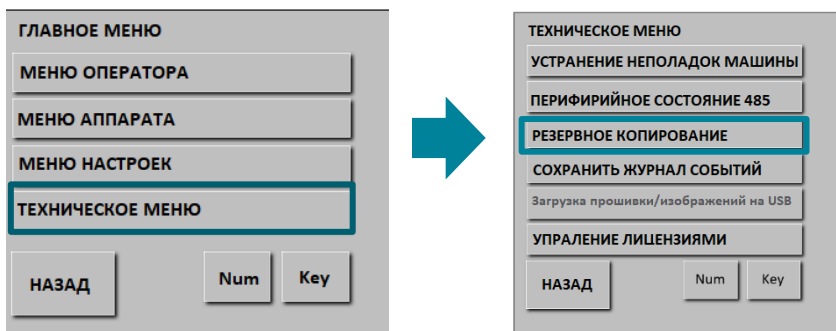 ГЛАВНОЕ МЕНЮ
МЕНЮ ОПЕРАТОРА
МЕНЮ АППАРАТА
МЕНЮ НАСТРОЕК
ТЕХНИЧЕСКОЕ МЕНЮ
НАЗАД
Num
Key
ТЕХНИЧЕСКОЕ МЕНЮ
УСТРАНЕНИЕ НЕПОЛАДОК МАШИНЫ
ПЕРИФИРИЙНОЕ СОСТОЯНИЕ 485
РЕЗЕРВНОЕ КОПИРОВАНИЕ
СОХРАНИТЬ ЖУРНАЛ СОБЫТИЙ
Загрузка прошивки/изображений на USB
УПРАЛЕНИЕ ЛИЦЕНЗИЯМИ
НАЗАД
Num
Key